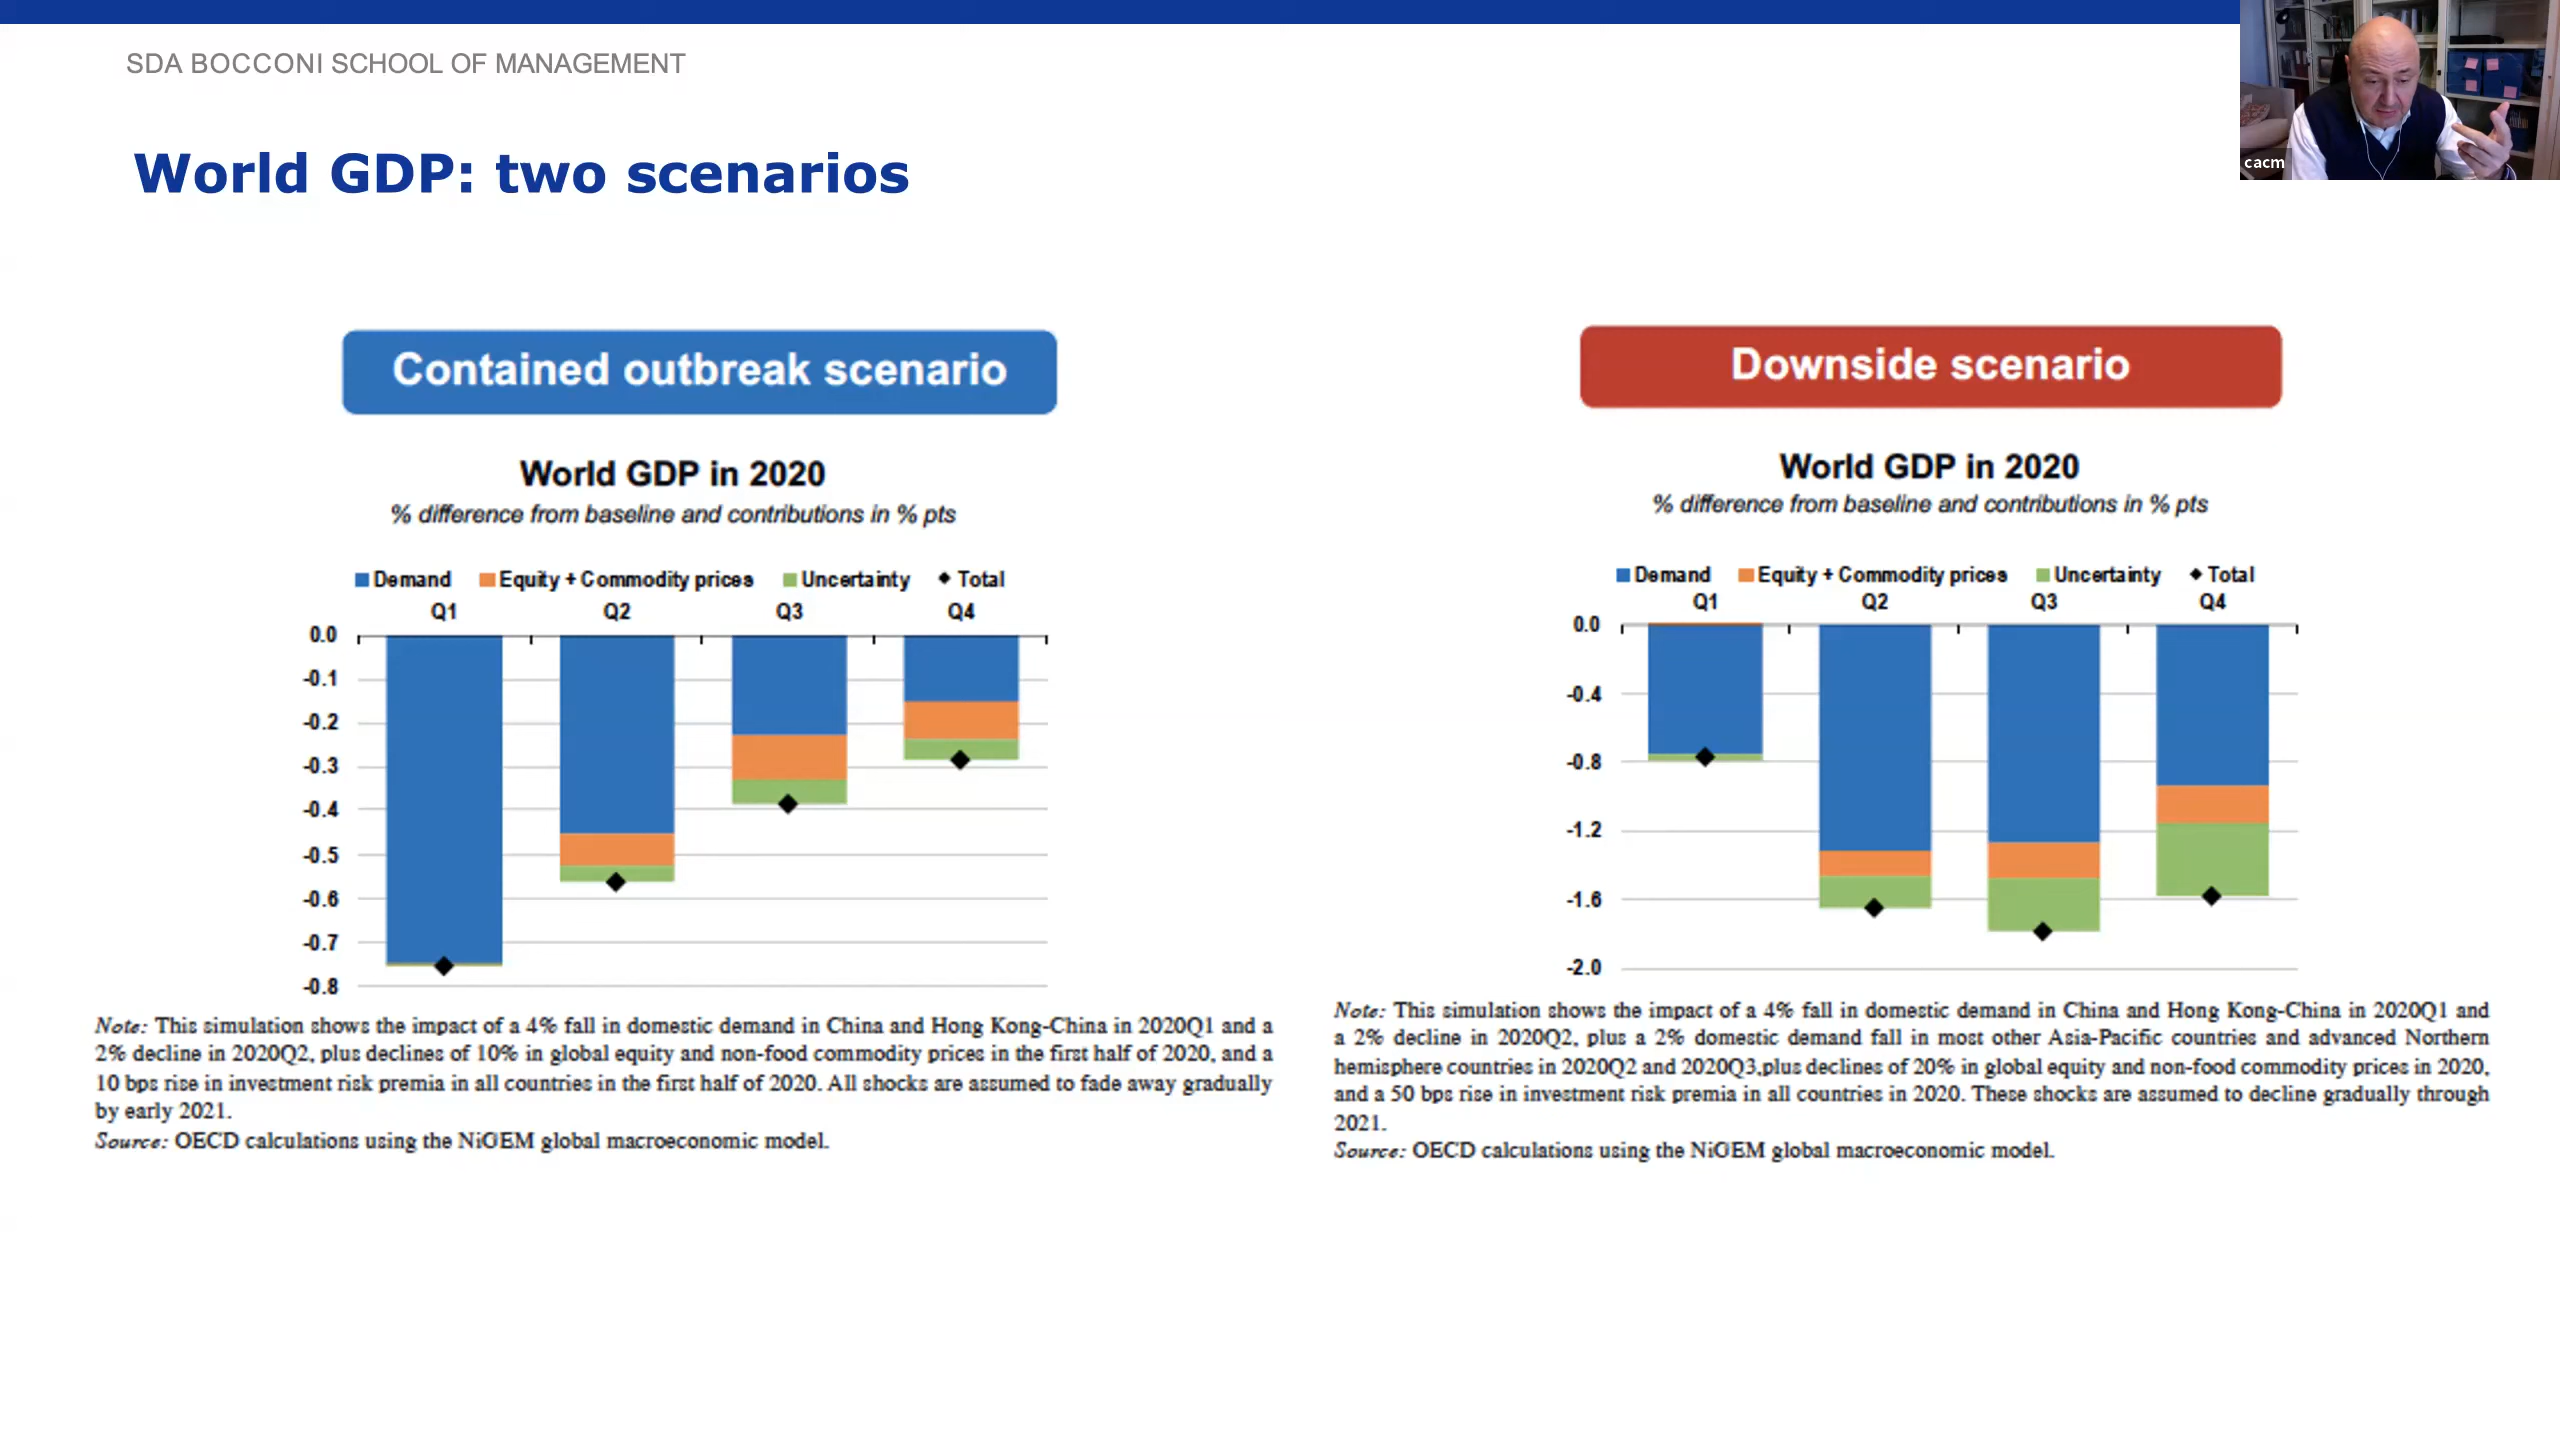 SDA BOCCONI SCHOOL OF MANAGEMENT
cacm
World GDP: two scenarios
Contained outbreak scenario
World GDP in 2020
% difference from baseline and contributions in % pts
Demand Equity + Commodity prices Uncertainty Total
Q1 Q2 Q3 Q4
0.0
-0.1
-0.2
-0.3
-0.4
-0.5
-0.6
-0.7
-0.8
Note: This simulation shows the impact of a 4% fall in domestic demand in China and Hong Kong-China in 2020Q1 and a
2% decline in 2020Q2, plus declines of 10% in global equity and non-food commodity prices in the first half of 2020, and a
10 bps rise in investment risk premia in all countries in the first half of 2020. All shocks are assumed to fade away gradually
by early 2021.
Source: OECD calculations using the NiGEM global macroeconomic model.
Downside scenario
World GDP in 2020
% difference from baseline and contributions in % pts
Demand Equity + Commodity prices Uncertainty Total
Q1 Q2 Q3 Q4
0.0
-0.4
-0.8
-1.2
-1.6
-2.0
Note: This simulation shows the impact of a 4% fall in domestic demand in China and Hong Kong-China in 2020Q1 and
a 2% decline in 2020Q2, plus a 2% domestic demand fall in most other Asia-Pacific countries and advanced Northern
hemisphere countries in 2020Q2 and 2020Q3,plus declines of 20% in global equity and non-food commodity prices in 2020,
and a 50 bps rise in investment risk premia in all countries in 2020. These shocks are assumed to decline gradually through
2021.
Source: OECD calculations using the NiGEM global macroeconomic model.